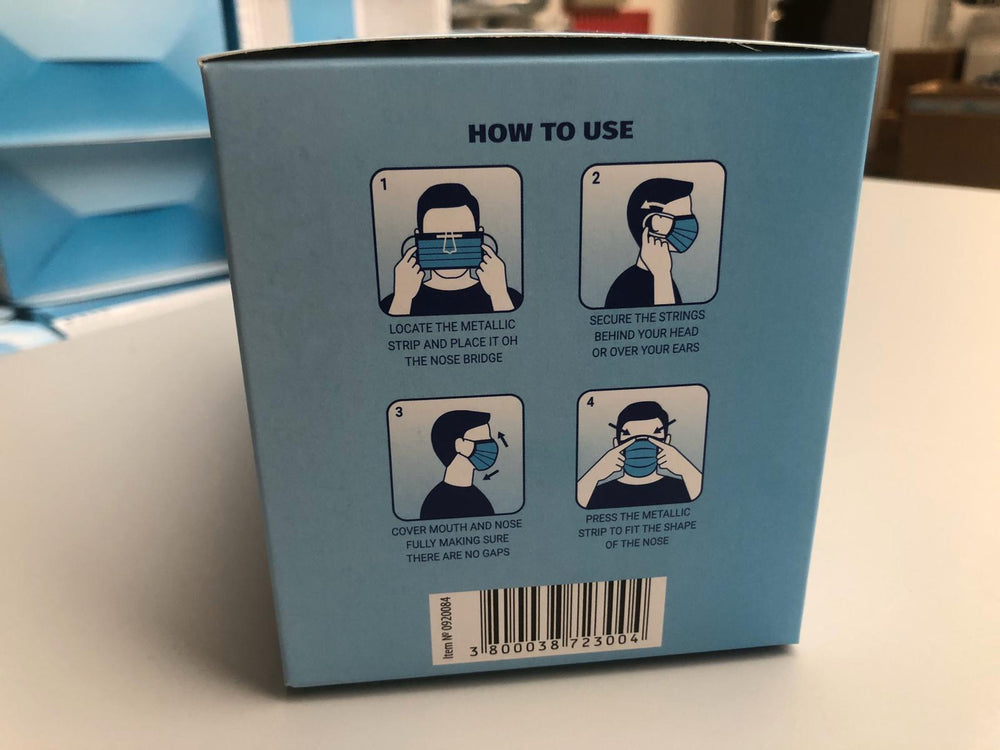 HOW TO USE
1
LOCATE THE METALLIC
STRIP AND PLACE IT OH
THE NOSE BRIDGE
2
SECURE THE STRINGS
BEHIND YOUR HEAD
OR OVER YOUR EARS
3
COVER MOUTH AND NOSE
FULLY MAKING SURE
THERE ARE NO GAPS
4
PRESS THE METALLIC
STRIP TO FIT THE SHAPE
OF THE NOSE
Item № 0920084
3 800038 723004